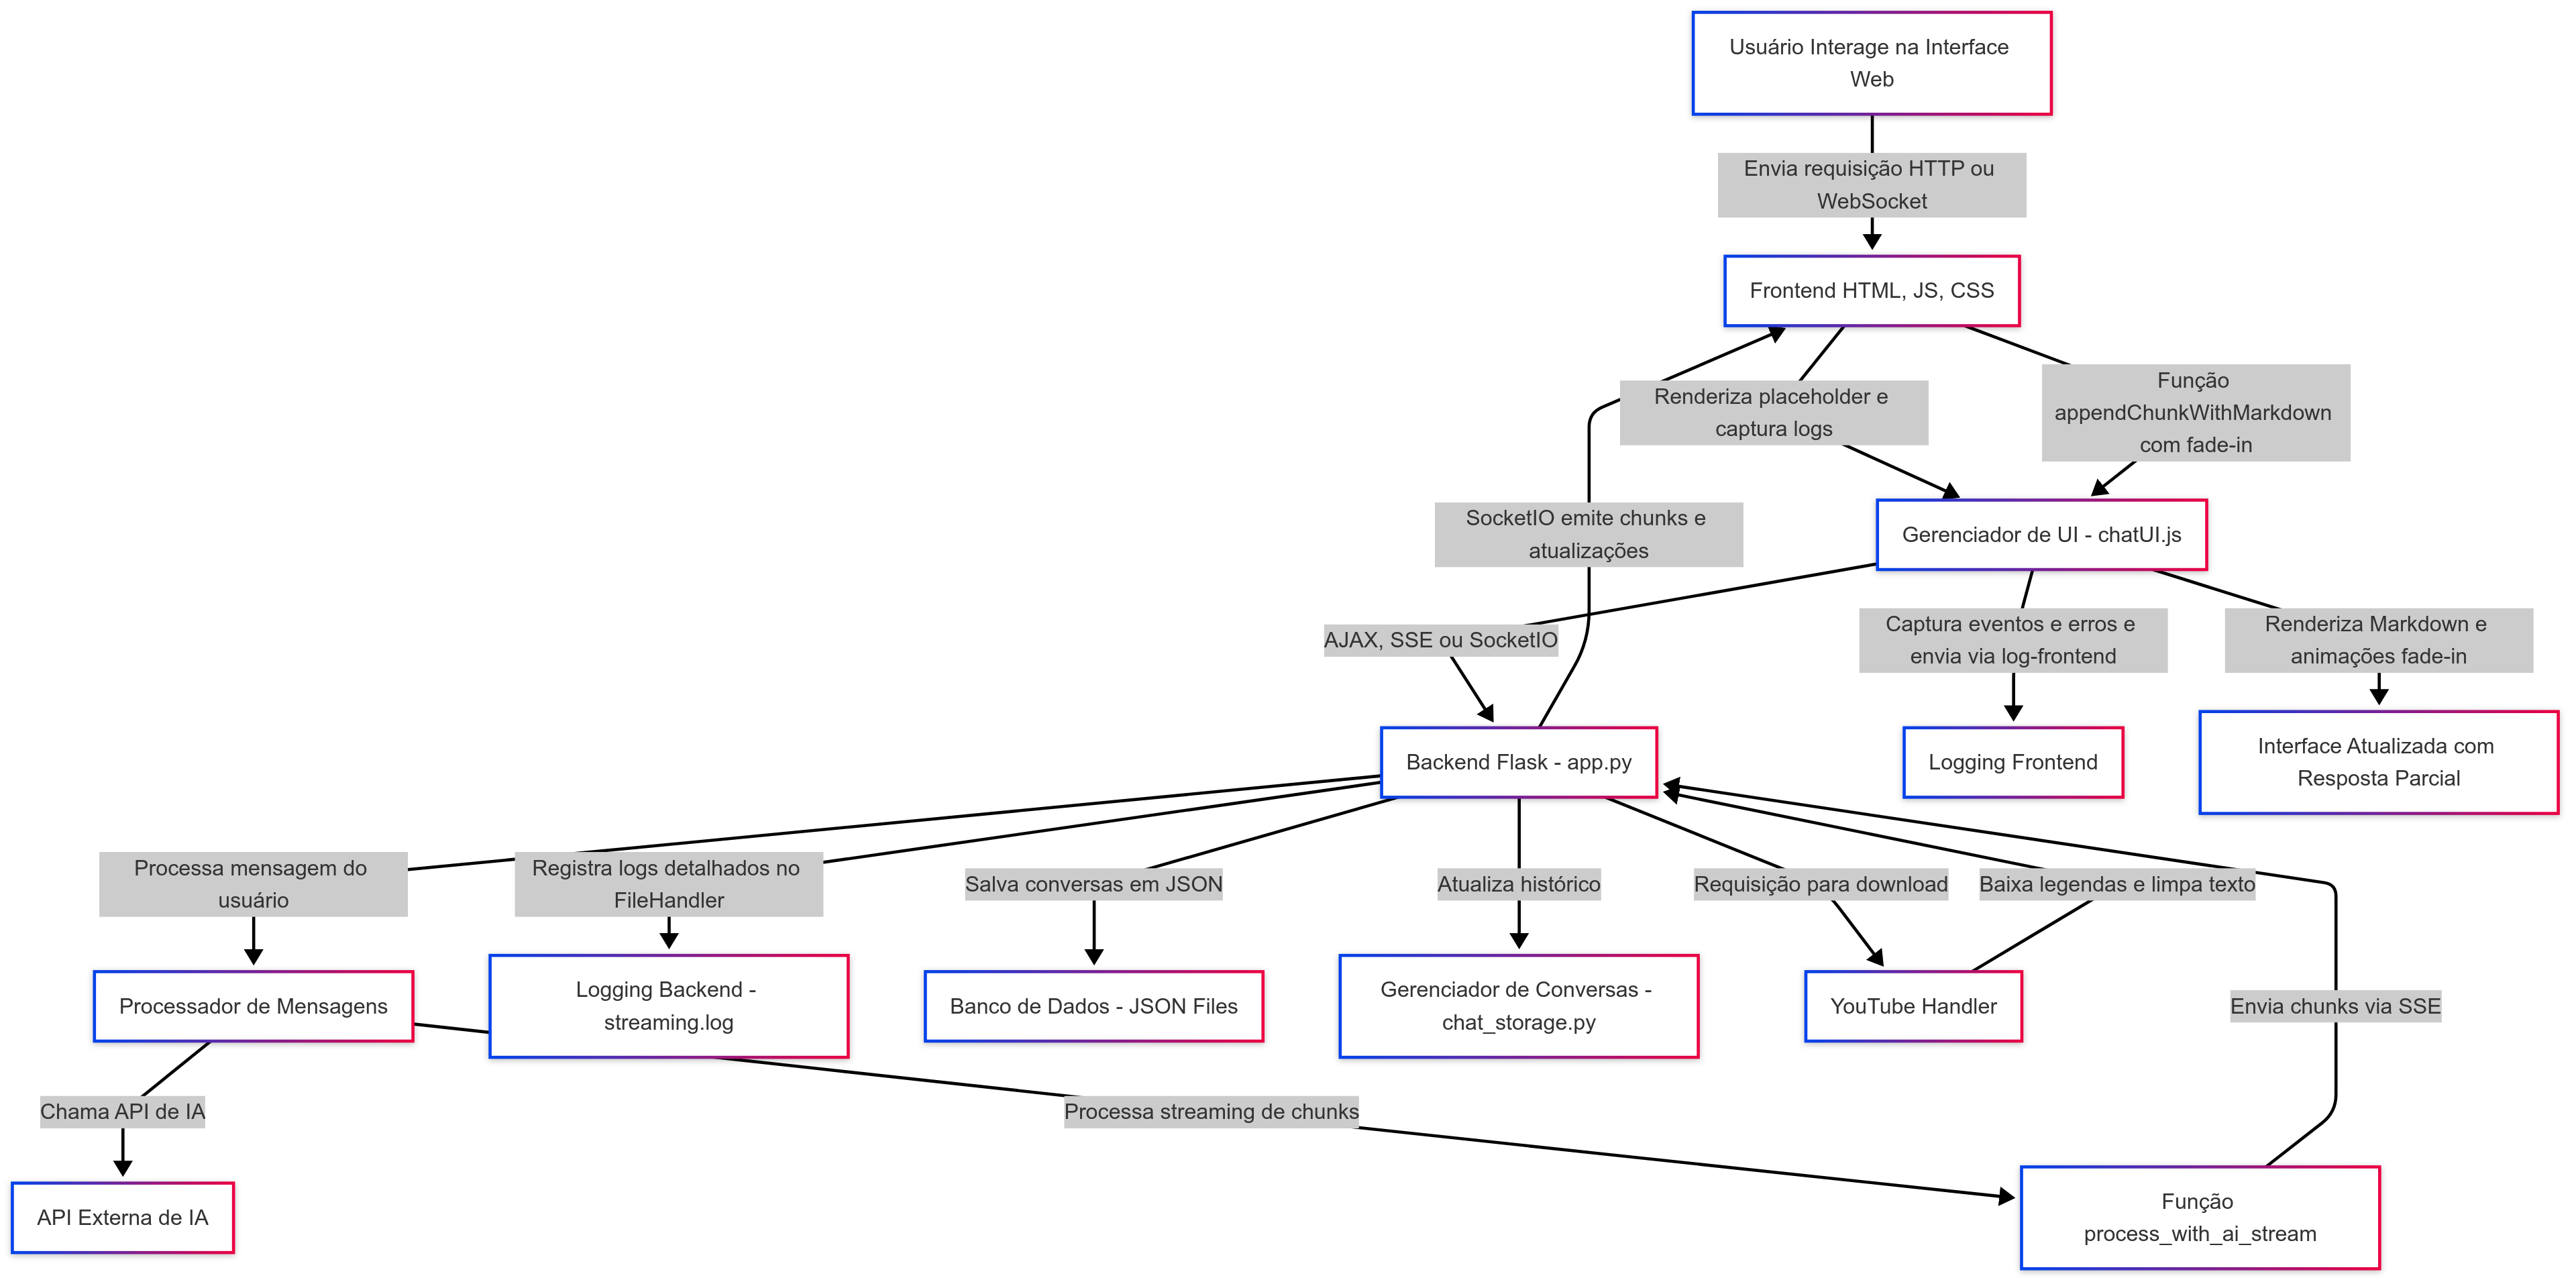 Usuário Interage na Interface
Web
Envia requisição HTTP ou
WebSocket
Frontend HTML, JS, CSS
Renderiza placeholder e
captura logs
Função
appendChunkWithMarkdown
com fade-in
SocketIO emite chunks e
atualizações
Gerenciador de UI - chatUI.js
AJAX, SSE ou SocketIO
Captura eventos e erros e
envia via log-frontend
Renderiza Markdown e
animações fade-in
Backend Flask - app.py
Logging Frontend
Interface Atualizada com
Resposta Parcial
Processa mensagem do
usuário
Registra logs detalhados no
FileHandler
Salva conversas em JSON
Atualiza histórico
Requisição para download
Baixa legendas e limpa texto
Processador de Mensagens
Logging Backend -
streaming.log
Banco de Dados - JSON Files
Gerenciador de Conversas -
chat_storage.py
YouTube Handler
Envia chunks via SSE
Chama API de IA
Processa streaming de chunks
API Externa de IA
Função
process_with_ai_stream